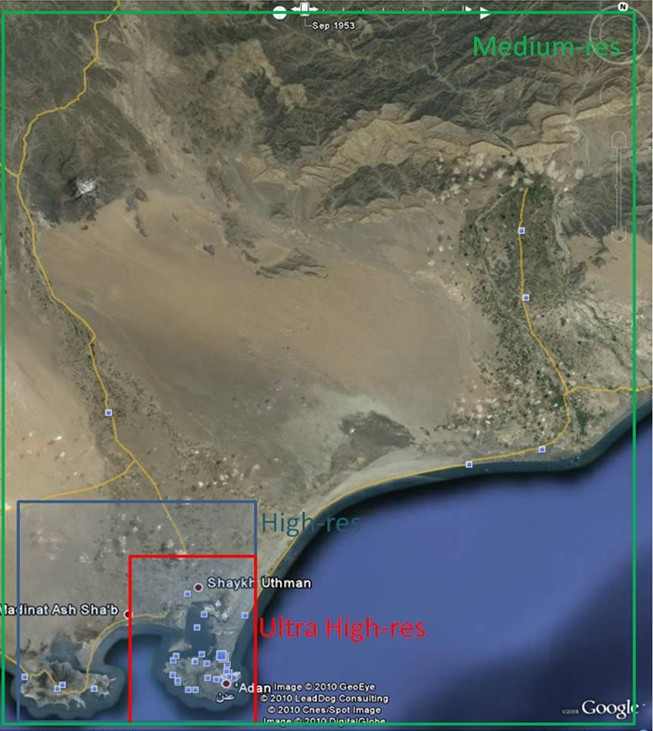 N
Sep 1953
Medium-res
High-res
Shaykh Uthman
Madinat Ash Sha'b
Ultra High-res
'Adan
عدن
Image © 2010 GeoEye
© 2010 LeadDog Consulting
© 2010 Cnes/Spot Image
Image © 2010 DigitalGlobe
©2009 Google